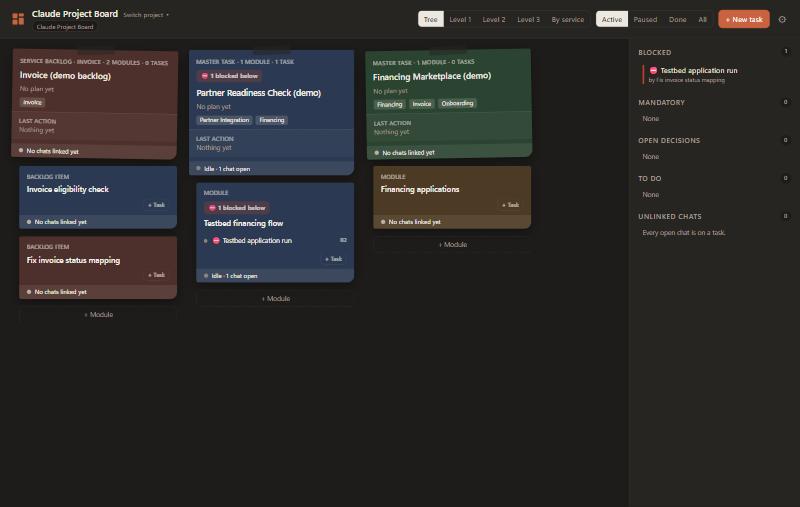 Claude Project Board Switch project
Claude Project Board
Tree Level 1 Level 2 Level 3 By service
Active Paused Done All
+ New task
SERVICE BACKLOG · INVOICE · 2 MODULES · 0 TASKS
Invoice (demo backlog)
No plan yet
Invoice
LAST ACTION
Nothing yet
No chats linked yet
BACKLOG ITEM
Invoice eligibility check
+ Task
No chats linked yet
BACKLOG ITEM
Fix invoice status mapping
+ Task
No chats linked yet
+ Module
MASTER TASK · 1 MODULE · 1 TASK
1 blocked below
Partner Readiness Check (demo)
No plan yet
Partner Integration Financing
LAST ACTION
Nothing yet
Idle · 1 chat open
MODULE
1 blocked below
Testbed financing flow
Testbed application run B2
+ Task
Idle · 1 chat open
+ Module
MASTER TASK · 1 MODULE · 0 TASKS
Financing Marketplace (demo)
No plan yet
Financing Invoice Onboarding
LAST ACTION
Nothing yet
No chats linked yet
MODULE
Financing applications
+ Task
No chats linked yet
+ Module
BLOCKED 1
Testbed application run
by Fix invoice status mapping
MANDATORY 0
None
OPEN DECISIONS 0
None
TO DO 0
None
UNLINKED CHATS 0
Every open chat is on a task.